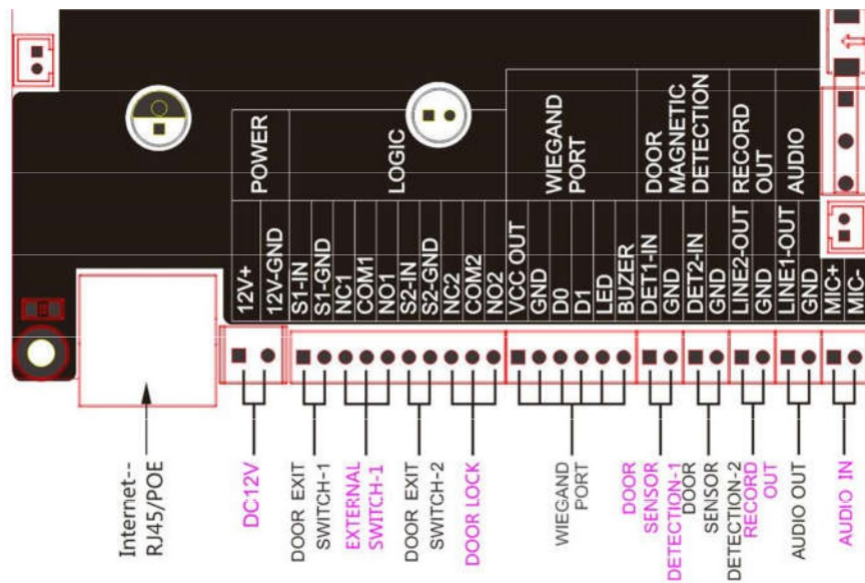 POWER
LOGIC
WIEGAND
PORT
DOOR
MAGNETIC
DETECTION
RECORD
OUT
AUDIO
12V+
12V-GND
S1-IN
S1-GND
NC1
COM1
NO1
S2-IN
S2-GND
NC2
COM2
NO2
VCC OUT
GND
D0
D1
LED
BUZER
DET1-IN
GND
DET2-IN
GND
LINE2-OUT
GND
LINE1-OUT
GND
MIC+
MIC-
Internet--
RJ45/POE
DC12V
DOOR EXIT
SWITCH-1
EXTERNAL
SWITCH-1
DOOR EXIT
SWITCH-2
DOOR LOCK
WIEGAND
PORT
DOOR
SENSOR
DETECTION-1
DOOR
SENSOR
DETECTION-2
RECORD
OUT
AUDIO OUT
AUDIO IN